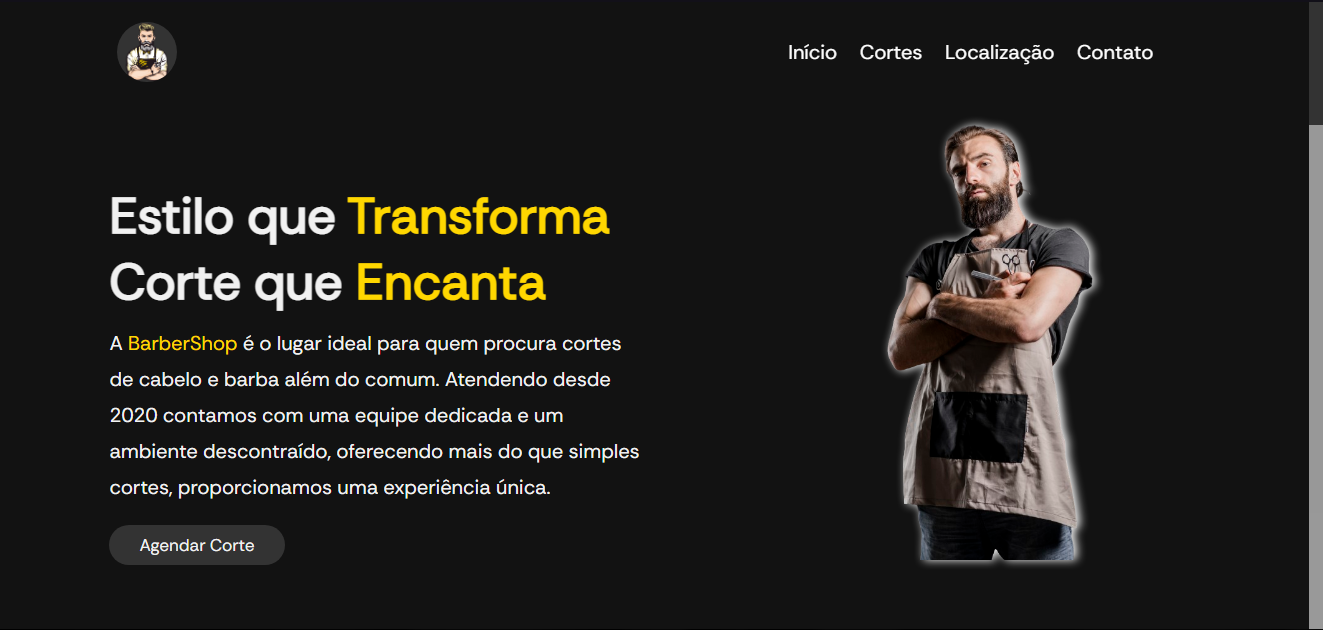 Início Cortes Localização Contato
Estilo que Transforma
Corte que Encanta
A BarberShop é o lugar ideal para quem procura cortes
de cabelo e barba além do comum. Atendendo desde
2020 contamos com uma equipe dedicada e um
ambiente descontraído, oferecendo mais do que simples
cortes, proporcionamos uma experiência única.
Agendar Corte